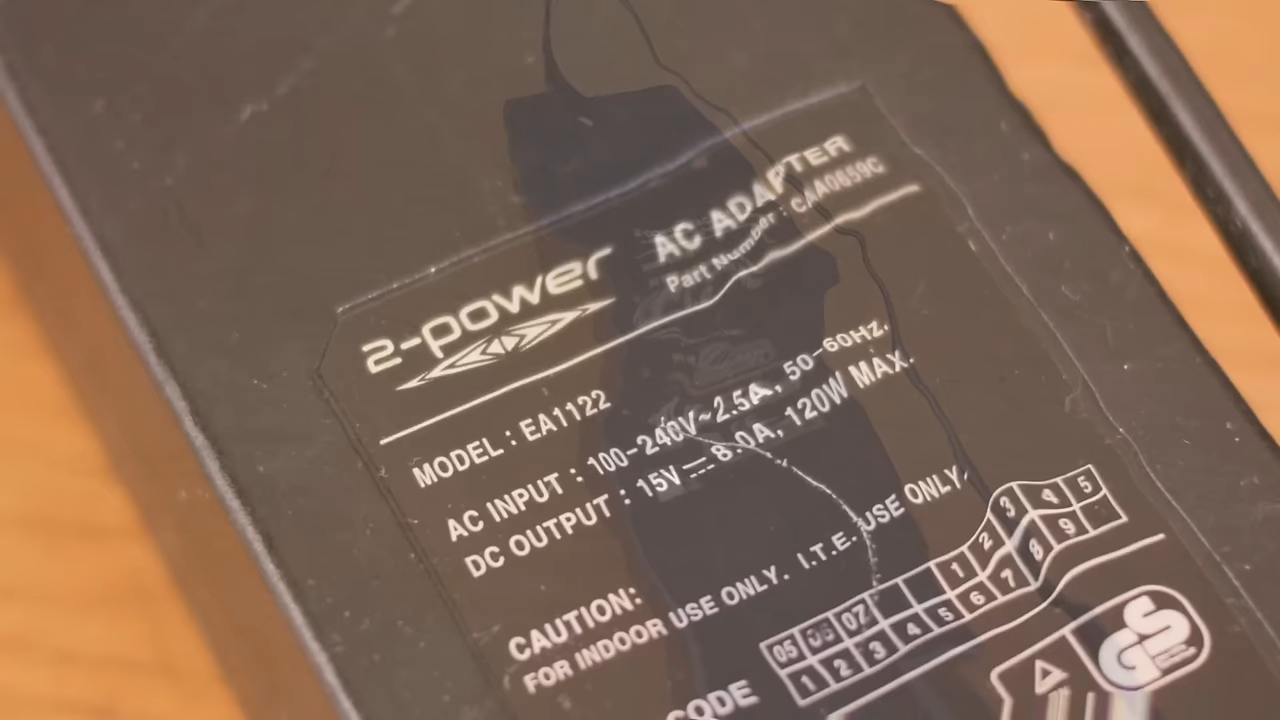 2-power
AC ADAPTER
Part Number : CAA0659C
MODEL : EA1122
AC INPUT : 100-240V~2.5A, 50-60Hz.
DC OUTPUT : 15V ⎓ 8.0A, 120W MAX.
CAUTION:
FOR INDOOR USE ONLY. I.T.E. USE ONLY.
05 06 07 1 2 3 4 5
CODE 1 2 3 4 5 6 7 8 9
GS